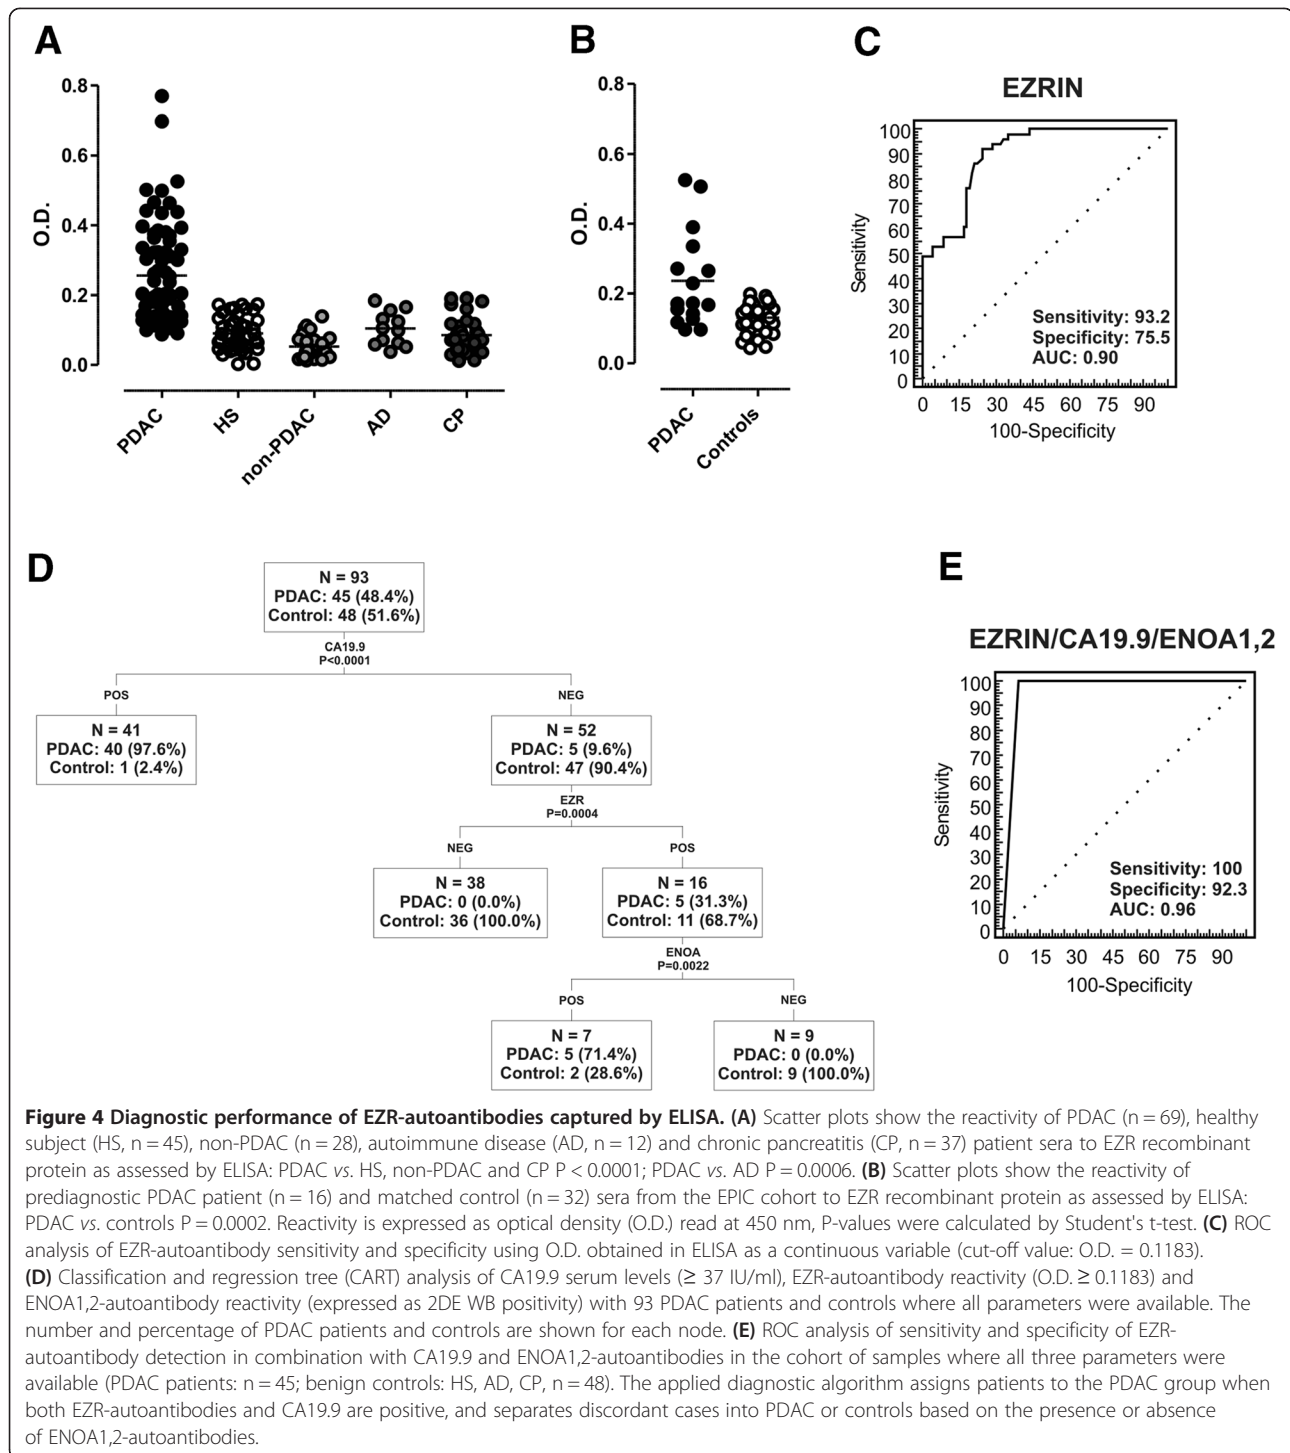 A
0.8
0.6
0.4
0.2
0.0
O.D.
PDAC
HS
non-PDAC
AD
CP
B
0.8
0.6
0.4
0.2
0.0
O.D.
PDAC
Controls
C
EZRIN
100
90
80
70
60
50
40
30
20
10
0
Sensitivity
Sensitivity: 93.2
Specificity: 75.5
AUC: 0.90
0 15 30 45 60 75 90
100-Specificity
D
N = 93
PDAC: 45 (48.4%)
Control: 48 (51.6%)
CA19.9
P<0.0001
POS
NEG
N = 41
PDAC: 40 (97.6%)
Control: 1 (2.4%)
N = 52
PDAC: 5 (9.6%)
Control: 47 (90.4%)
EZR
P=0.0004
NEG
POS
N = 38
PDAC: 0 (0.0%)
Control: 36 (100.0%)
N = 16
PDAC: 5 (31.3%)
Control: 11 (68.7%)
ENOA
P=0.0022
POS
NEG
N = 7
PDAC: 5 (71.4%)
Control: 2 (28.6%)
N = 9
PDAC: 0 (0.0%)
Control: 9 (100.0%)
E
EZRIN/CA19.9/ENOA1,2
100
90
80
70
60
50
40
30
20
10
0
Sensitivity
Sensitivity: 100
Specificity: 92.3
AUC: 0.96
0 15 30 45 60 75 90
100-Specificity
Figure 4 Diagnostic performance of EZR-autoantibodies captured by ELISA. (A) Scatter plots show the reactivity of PDAC (n = 69), healthy
subject (HS, n = 45), non-PDAC (n = 28), autoimmune disease (AD, n = 12) and chronic pancreatitis (CP, n = 37) patient sera to EZR recombinant
protein as assessed by ELISA: PDAC vs. HS, non-PDAC and CP P < 0.0001; PDAC vs. AD P = 0.0006. (B) Scatter plots show the reactivity of
prediagnostic PDAC patient (n = 16) and matched control (n = 32) sera from the EPIC cohort to EZR recombinant protein as assessed by ELISA:
PDAC vs. controls P = 0.0002. Reactivity is expressed as optical density (O.D.) read at 450 nm, P-values were calculated by Student's t-test. (C) ROC
analysis of EZR-autoantibody sensitivity and specificity using O.D. obtained in ELISA as a continuous variable (cut-off value: O.D. = 0.1183).
(D) Classification and regression tree (CART) analysis of CA19.9 serum levels (≥ 37 IU/ml), EZR-autoantibody reactivity (O.D. ≥ 0.1183) and
ENOA1,2-autoantibody reactivity (expressed as 2DE WB positivity) with 93 PDAC patients and controls where all parameters were available. The
number and percentage of PDAC patients and controls are shown for each node. (E) ROC analysis of sensitivity and specificity of EZR-
autoantibody detection in combination with CA19.9 and ENOA1,2-autoantibodies in the cohort of samples where all three parameters were
available (PDAC patients: n = 45; benign controls: HS, AD, CP, n = 48). The applied diagnostic algorithm assigns patients to the PDAC group when
both EZR-autoantibodies and CA19.9 are positive, and separates discordant cases into PDAC or controls based on the presence or absence
of ENOA1,2-autoantibodies.